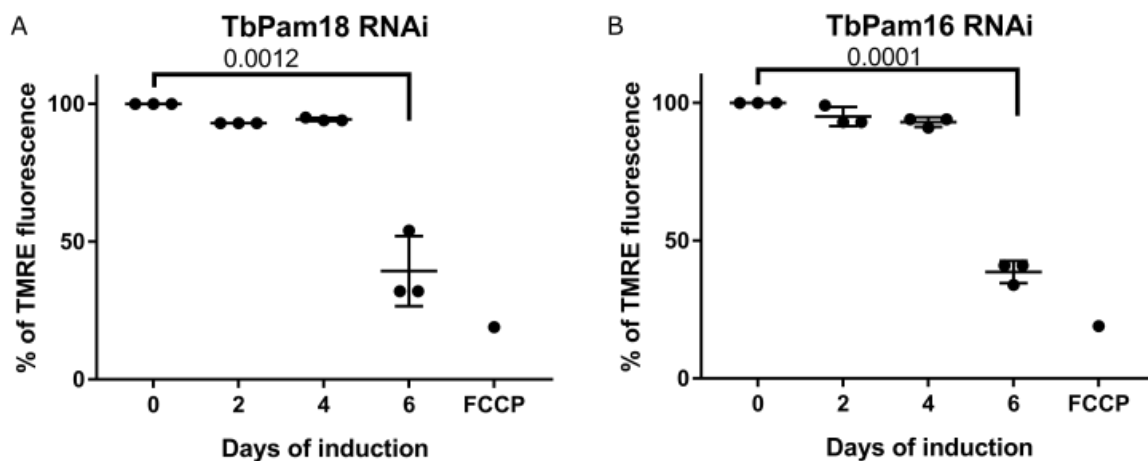 A
TbPam18 RNAi
0.0012
% of TMRE fluorescence
100
50
0
0 2 4 6 FCCP
Days of induction
B
TbPam16 RNAi
0.0001
% of TMRE fluorescence
100
50
0
0 2 4 6 FCCP
Days of induction